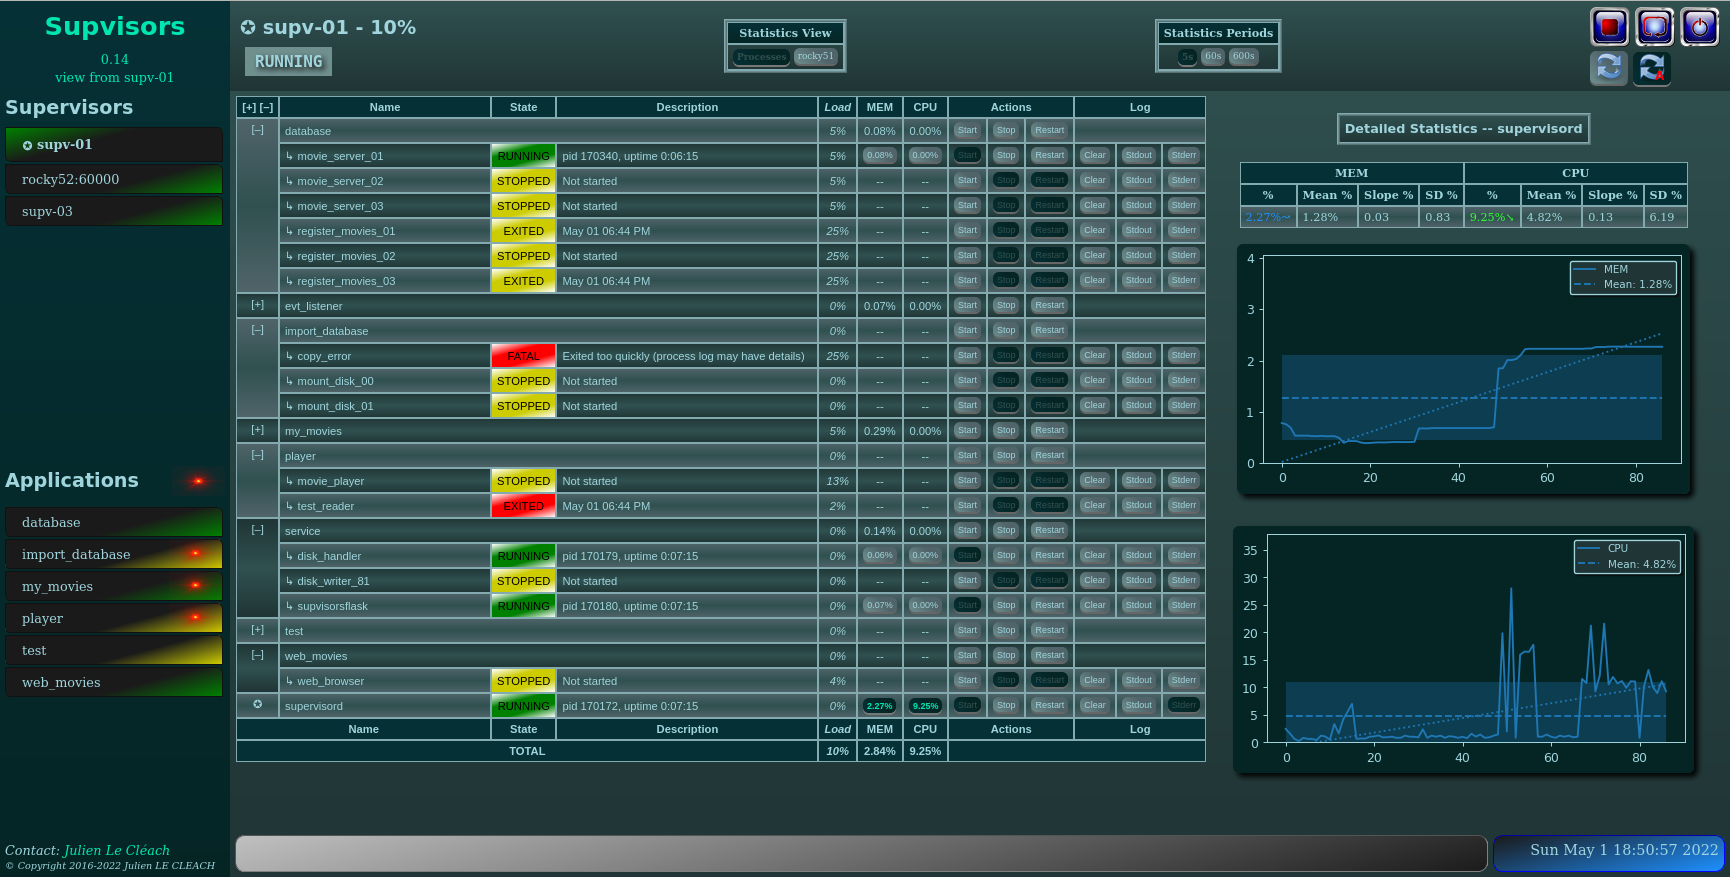 Supvisors
0.14
view from supv-01
Supervisors
✪ supv-01
rocky52:60000
supv-03
Applications
database
import_database
my_movies
player
test
web_movies
Contact: Julien Le Cléach
© Copyright 2016-2022 Julien LE CLEACH
✪ supv-01 - 10%
RUNNING
Statistics View
Processes rocky51
Statistics Periods
5s 60s 600s
[+] [–] Name State Description Load MEM CPU Actions Log
[–] database 5% 0.08% 0.00% Start Stop Restart
↳ movie_server_01 RUNNING pid 170340, uptime 0:06:15 5% 0.08% 0.00% Start Stop Restart Clear Stdout Stderr
↳ movie_server_02 STOPPED Not started 5% -- -- Start Stop Restart Clear Stdout Stderr
↳ movie_server_03 STOPPED Not started 5% -- -- Start Stop Restart Clear Stdout Stderr
↳ register_movies_01 EXITED May 01 06:44 PM 25% -- -- Start Stop Restart Clear Stdout Stderr
↳ register_movies_02 STOPPED Not started 25% -- -- Start Stop Restart Clear Stdout Stderr
↳ register_movies_03 EXITED May 01 06:44 PM 25% -- -- Start Stop Restart Clear Stdout Stderr
[+] evt_listener 0% 0.07% 0.00% Start Stop Restart
[–] import_database 0% -- -- Start Stop Restart
↳ copy_error FATAL Exited too quickly (process log may have details) 25% -- -- Start Stop Restart Clear Stdout Stderr
↳ mount_disk_00 STOPPED Not started 0% -- -- Start Stop Restart Clear Stdout Stderr
↳ mount_disk_01 STOPPED Not started 0% -- -- Start Stop Restart Clear Stdout Stderr
[+] my_movies 5% 0.29% 0.00% Start Stop Restart
[–] player 0% -- -- Start Stop Restart
↳ movie_player STOPPED Not started 13% -- -- Start Stop Restart Clear Stdout Stderr
↳ test_reader EXITED May 01 06:44 PM 2% -- -- Start Stop Restart Clear Stdout Stderr
[–] service 0% 0.14% 0.00% Start Stop Restart
↳ disk_handler RUNNING pid 170179, uptime 0:07:15 0% 0.06% 0.00% Start Stop Restart Clear Stdout Stderr
↳ disk_writer_81 STOPPED Not started 0% -- -- Start Stop Restart Clear Stdout Stderr
↳ supvisorsflask RUNNING pid 170180, uptime 0:07:15 0% 0.07% 0.00% Start Stop Restart Clear Stdout Stderr
[+] test 0% -- -- Start Stop Restart
[–] web_movies 0% -- -- Start Stop Restart
↳ web_browser STOPPED Not started 4% -- -- Start Stop Restart Clear Stdout Stderr
✪ supervisord RUNNING pid 170172, uptime 0:07:15 0% 2.27% 9.25% Start Stop Restart Clear Stdout Stderr
Name State Description Load MEM CPU Actions Log
TOTAL 10% 2.84% 9.25%
Detailed Statistics -- supervisord
MEM CPU
% Mean % Slope % SD % % Mean % Slope % SD %
2.27%~ 1.28% 0.03 0.83 9.25%↘ 4.82% 0.13 6.19
MEM
Mean: 1.28%
4
3
2
1
0
0 20 40 60 80
CPU
Mean: 4.82%
35
30
25
20
15
10
5
0
0 20 40 60 80
Sun May 1 18:50:57 2022